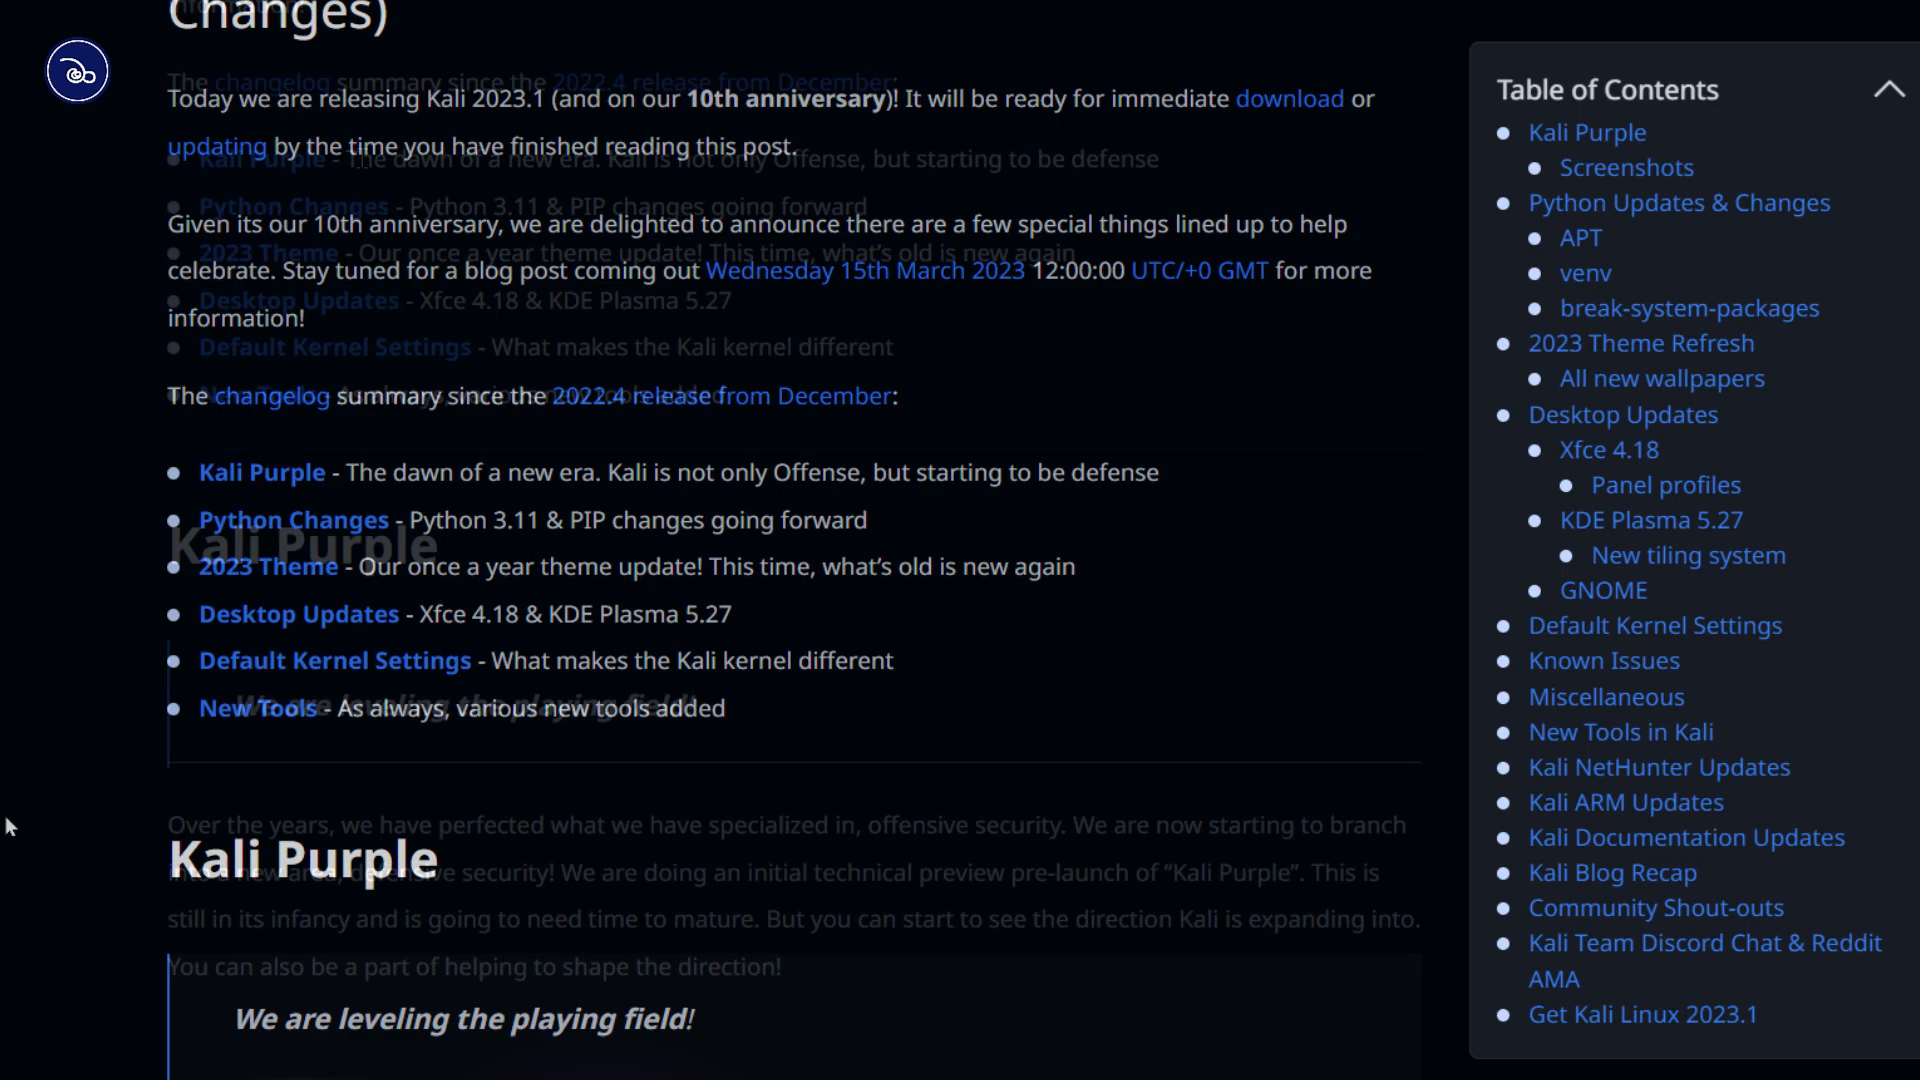 Changes)
Today we are releasing Kali 2023.1 (and on our 10th anniversary)! It will be ready for immediate download or
updating by the time you have finished reading this post.
Given its our 10th anniversary, we are delighted to announce there are a few special things lined up to help
celebrate. Stay tuned for a blog post coming out Wednesday 15th March 2023 12:00:00 UTC/+0 GMT for more
information!
The changelog summary since the 2022.4 release from December:
Kali Purple - The dawn of a new era. Kali is not only Offense, but starting to be defense
Python Changes - Python 3.11 & PIP changes going forward
2023 Theme - Our once a year theme update! This time, what’s old is new again
Desktop Updates - Xfce 4.18 & KDE Plasma 5.27
Default Kernel Settings - What makes the Kali kernel different
New Tools - As always, various new tools added
Kali Purple
We are leveling the playing field!
Over the years, we have perfected what we have specialized in, offensive security. We are now starting to branch
into a new area, defensive security! We are doing an initial technical preview pre-launch of “Kali Purple”. This is
still in its infancy and is going to need time to mature. But you can start to see the direction Kali is expanding into.
You can also be a part of helping to shape the direction!
Table of Contents
Kali Purple
Screenshots
Python Updates & Changes
APT
venv
break-system-packages
2023 Theme Refresh
All new wallpapers
Desktop Updates
Xfce 4.18
Panel profiles
KDE Plasma 5.27
New tiling system
GNOME
Default Kernel Settings
Known Issues
Miscellaneous
New Tools in Kali
Kali NetHunter Updates
Kali ARM Updates
Kali Documentation Updates
Kali Blog Recap
Community Shout-outs
Kali Team Discord Chat & Reddit
AMA
Get Kali Linux 2023.1